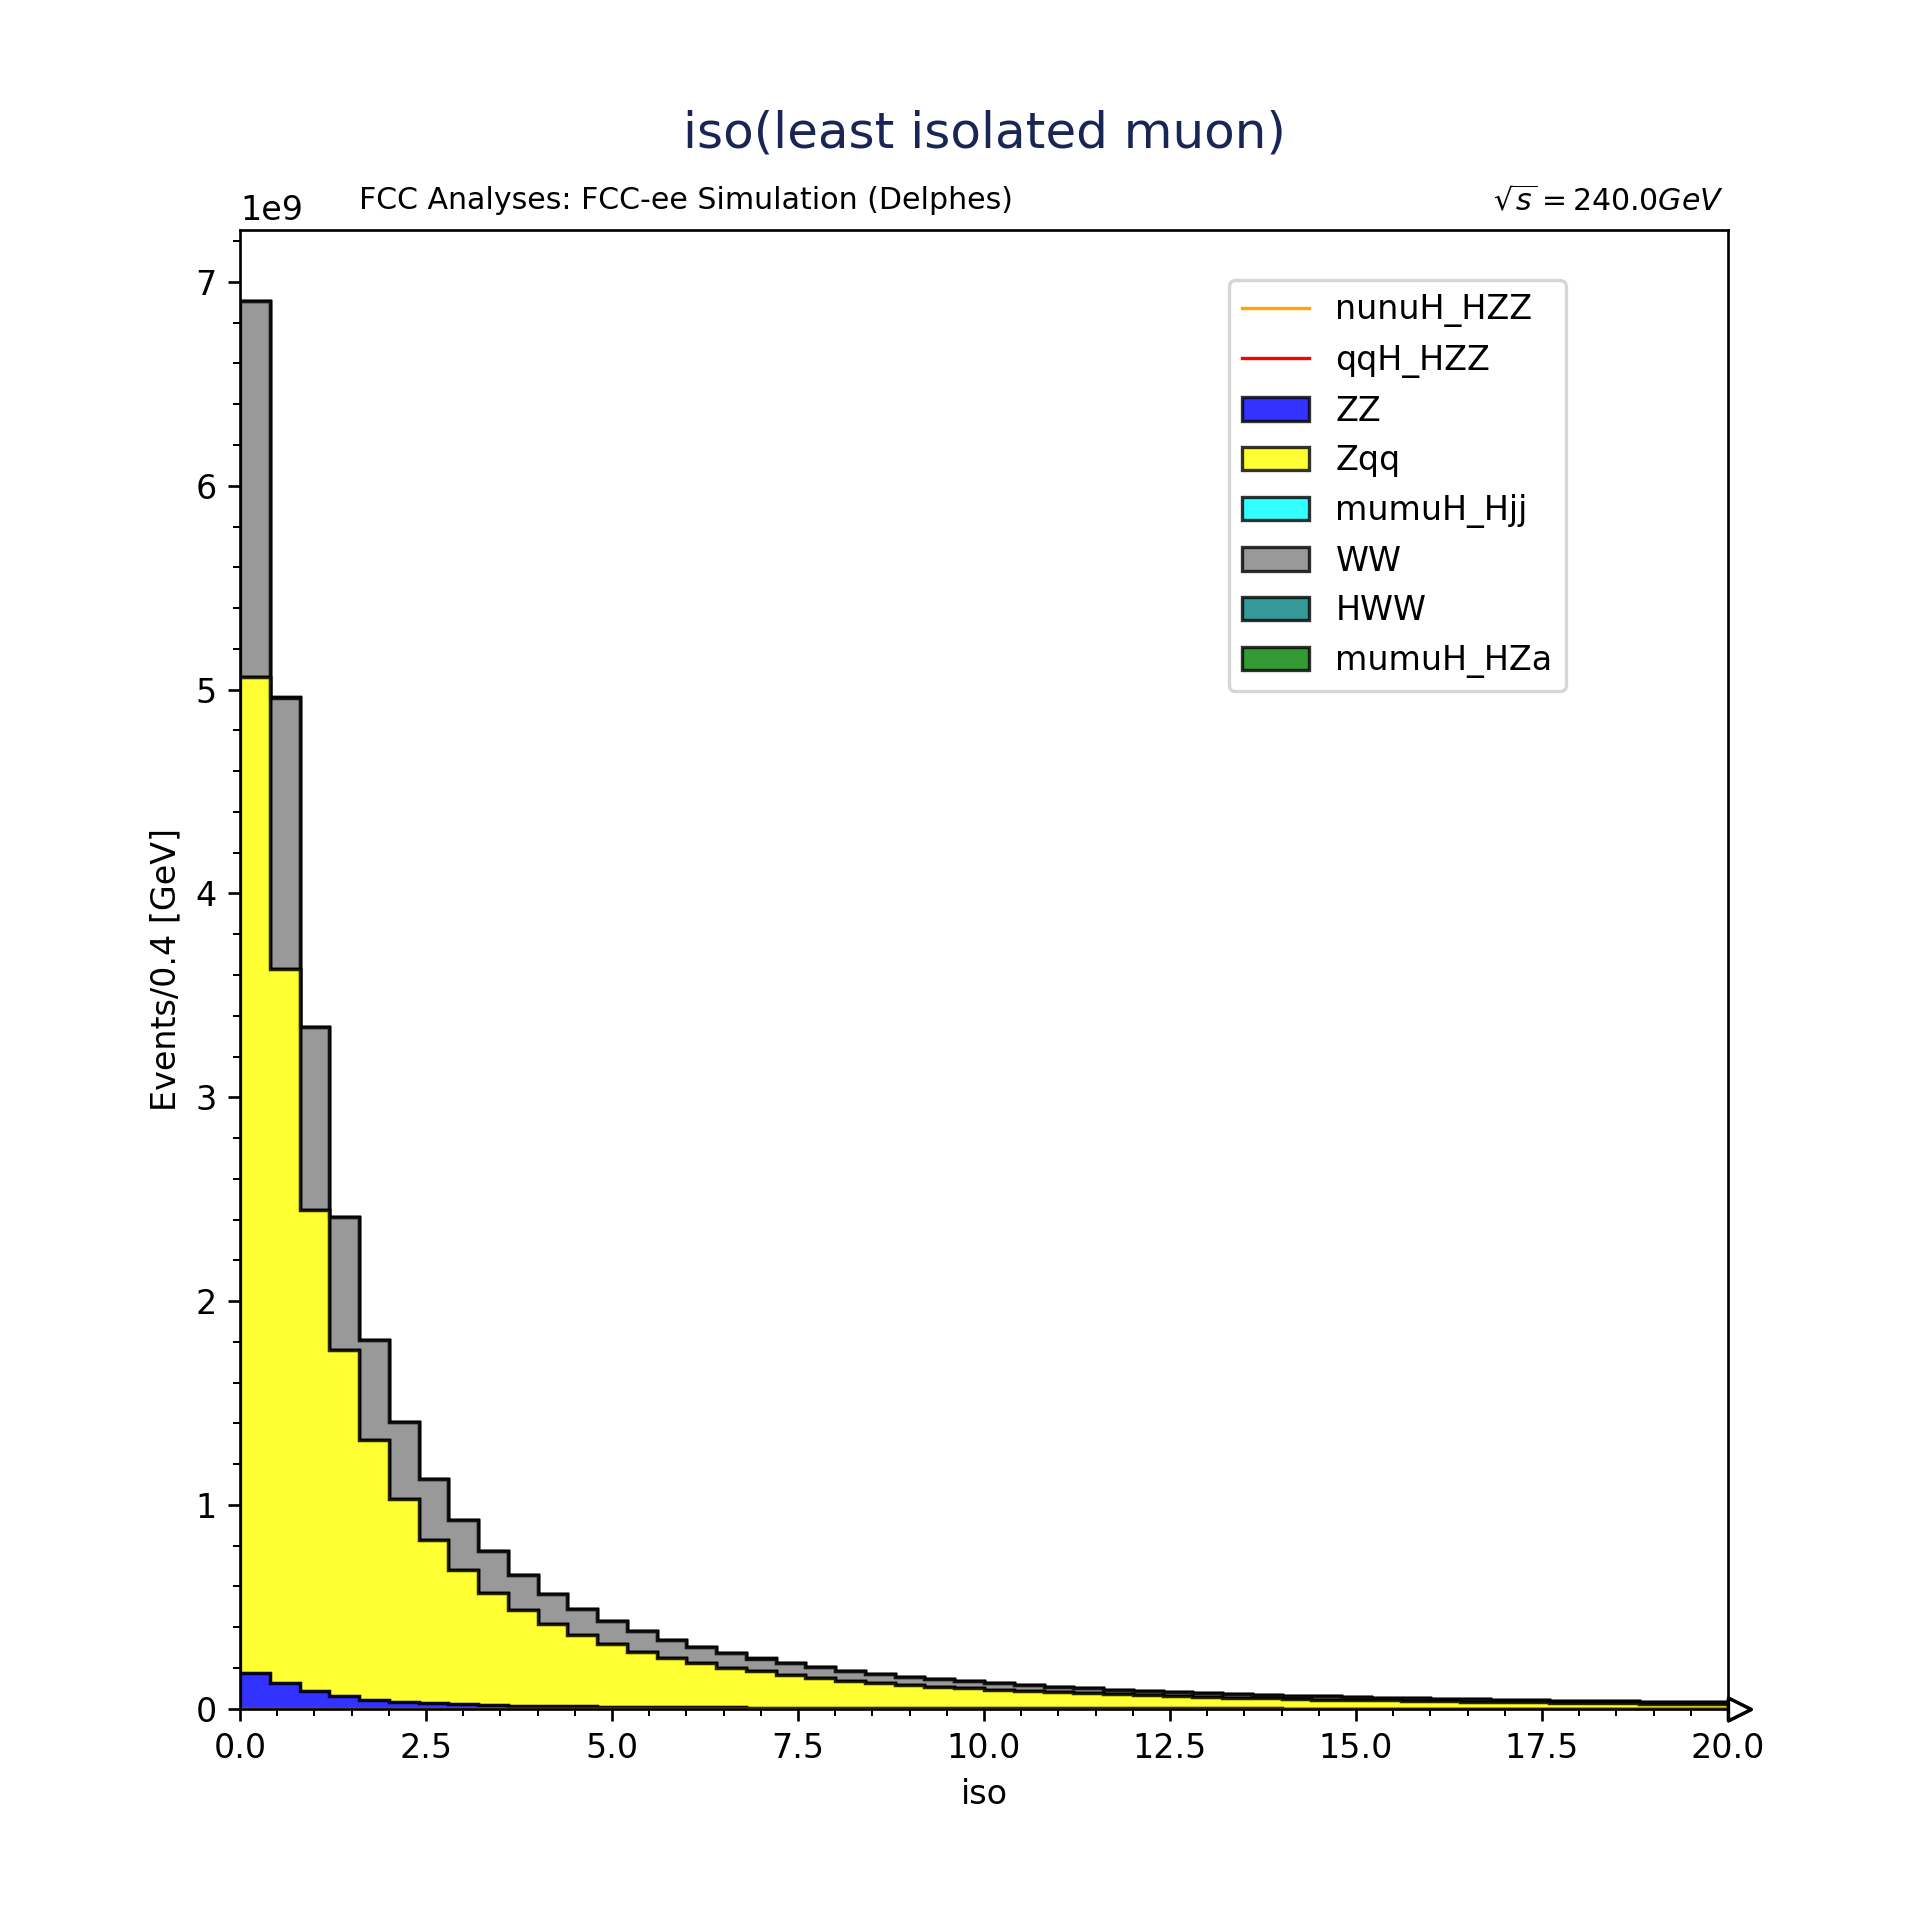 iso(least isolated muon)
1e9 FCC Analyses: FCC-ee Simulation (Delphes) √s = 240.0GeV
nunuH_HZZ
qqH_HZZ
ZZ
Zqq
mumuH_Hjj
WW
HWW
mumuH_HZa
Events/0.4 [GeV]
7
6
5
4
3
2
1
0
0.0 2.5 5.0 7.5 10.0 12.5 15.0 17.5 20.0
iso